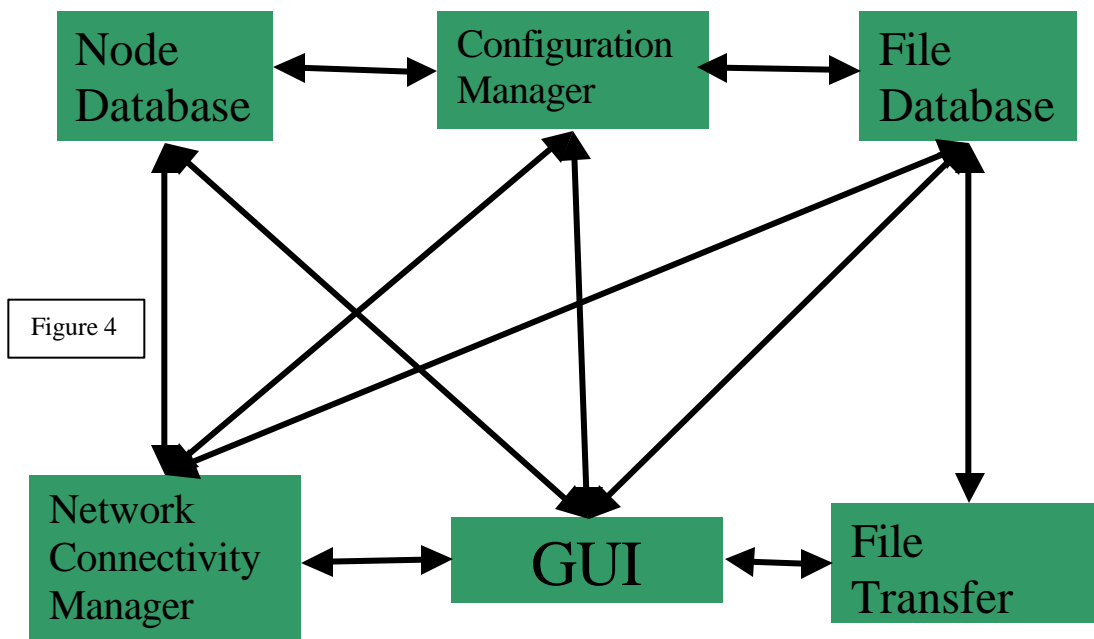 Node
Database
Configuration
Manager
File
Database
Figure 4
Network
Connectivity
Manager
GUI
File
Transfer